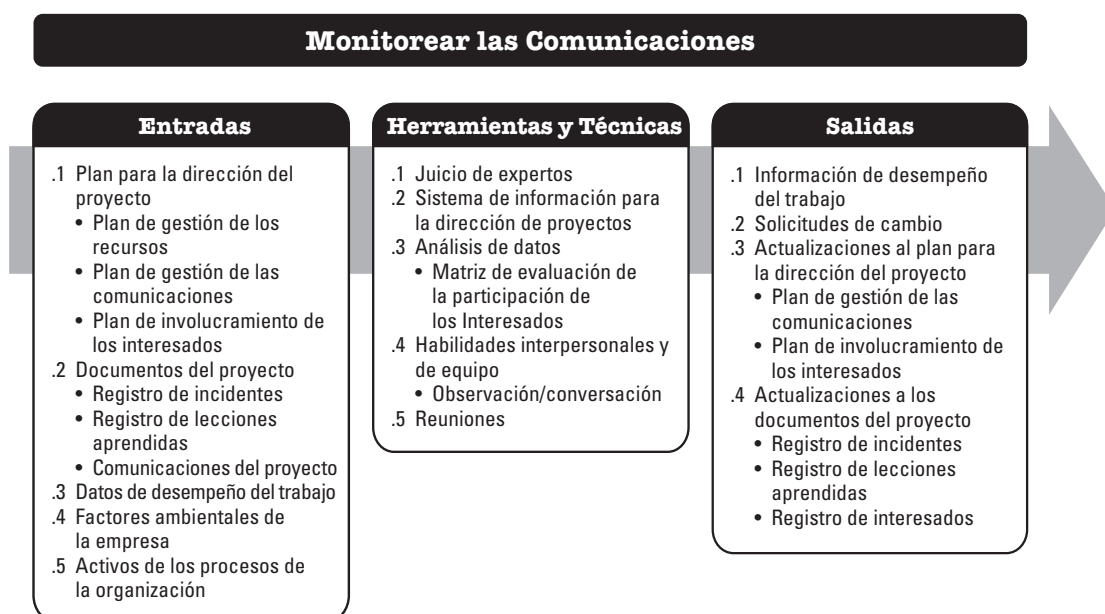 Monitorear las Comunicaciones
Entradas
.1 Plan para la dirección del
proyecto
• Plan de gestión de los
recursos
• Plan de gestión de las
comunicaciones
• Plan de involucramiento de
los interesados
.2 Documentos del proyecto
• Registro de incidentes
• Registro de lecciones
aprendidas
• Comunicaciones del proyecto
.3 Datos de desempeño del trabajo
.4 Factores ambientales de
la empresa
.5 Activos de los procesos de
la organización
Herramientas y Técnicas
.1 Juicio de expertos
.2 Sistema de información para
la dirección de proyectos
.3 Análisis de datos
• Matriz de evaluación de
la participación de
los Interesados
.4 Habilidades interpersonales y
de equipo
• Observación/conversación
.5 Reuniones
Salidas
.1 Información de desempeño
del trabajo
.2 Solicitudes de cambio
.3 Actualizaciones al plan para
la dirección del proyecto
• Plan de gestión de las
comunicaciones
• Plan de involucramiento de
los interesados
.4 Actualizaciones a los
documentos del proyecto
• Registro de incidentes
• Registro de lecciones
aprendidas
• Registro de interesados